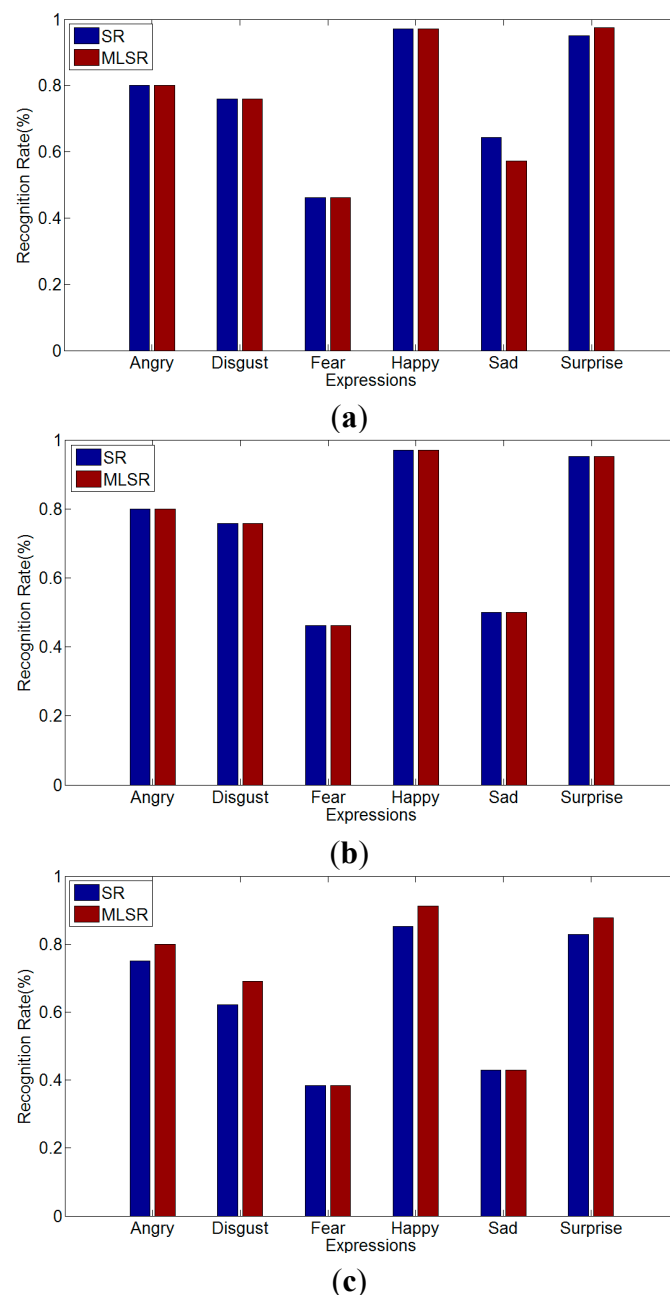 1
SR
MLSR
0.8
0.6
0.4
0.2
0
Recognition Rate(%)
Angry Disgust Fear Happy Sad Surprise
Expressions
(a)
1
SR
MLSR
0.8
0.6
0.4
0.2
0
Recognition Rate(%)
Angry Disgust Fear Happy Sad Surprise
Expressions
(b)
1
SR
MLSR
0.8
0.6
0.4
0.2
0
Recognition Rate(%)
Angry Disgust Fear Happy Sad Surprise
Expressions
(c)